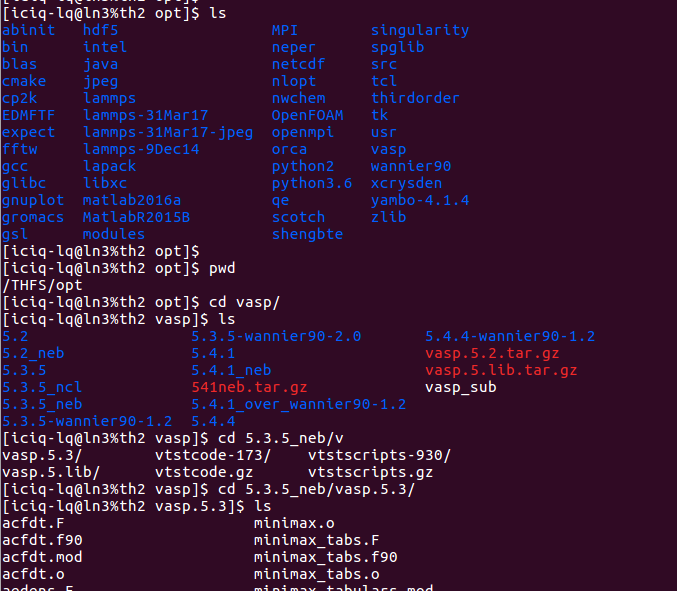 [iciq-lq@ln3%th2 opt]$ ls
abinit hdf5 MPI singularity
bin intel neper spglib
blas java netcdf src
cmake jpeg nlopt tcl
cp2k lammps nwchem thirdorder
EDMFTF lammps-31Mar17 OpenFOAM tk
expect lammps-31Mar17-jpeg openmpi usr
fftw lammps-9Dec14 orca vasp
gcc lapack python2 wannier90
glibc libxc python3.6 xcrysden
gnuplot matlab2016a qe yambo-4.1.4
gromacs MatlabR2015B scotch zlib
gsl modules shengbte
[iciq-lq@ln3%th2 opt]$
[iciq-lq@ln3%th2 opt]$ pwd
/THFS/opt
[iciq-lq@ln3%th2 opt]$ cd vasp/
[iciq-lq@ln3%th2 vasp]$ ls
5.2 5.3.5-wannier90-2.0 5.4.4-wannier90-1.2
5.2_neb 5.4.1 vasp.5.2.tar.gz
5.3.5 5.4.1_neb vasp.5.lib.tar.gz
5.3.5_ncl 541neb.tar.gz vasp_sub
5.3.5_neb 5.4.1_over_wannier90-1.2
5.3.5-wannier90-1.2 5.4.4
[iciq-lq@ln3%th2 vasp]$ cd 5.3.5_neb/v
vasp.5.3/ vtstcode-173/ vtstscripts-930/
vasp.5.lib/ vtstcode.gz vtstscripts.gz
[iciq-lq@ln3%th2 vasp]$ cd 5.3.5_neb/vasp.5.3/
[iciq-lq@ln3%th2 vasp.5.3]$ ls
acfdt.F minimax.o
acfdt.f90 minimax_tabs.F
acfdt.mod minimax_tabs.f90
acfdt.o minimax_tabs.o